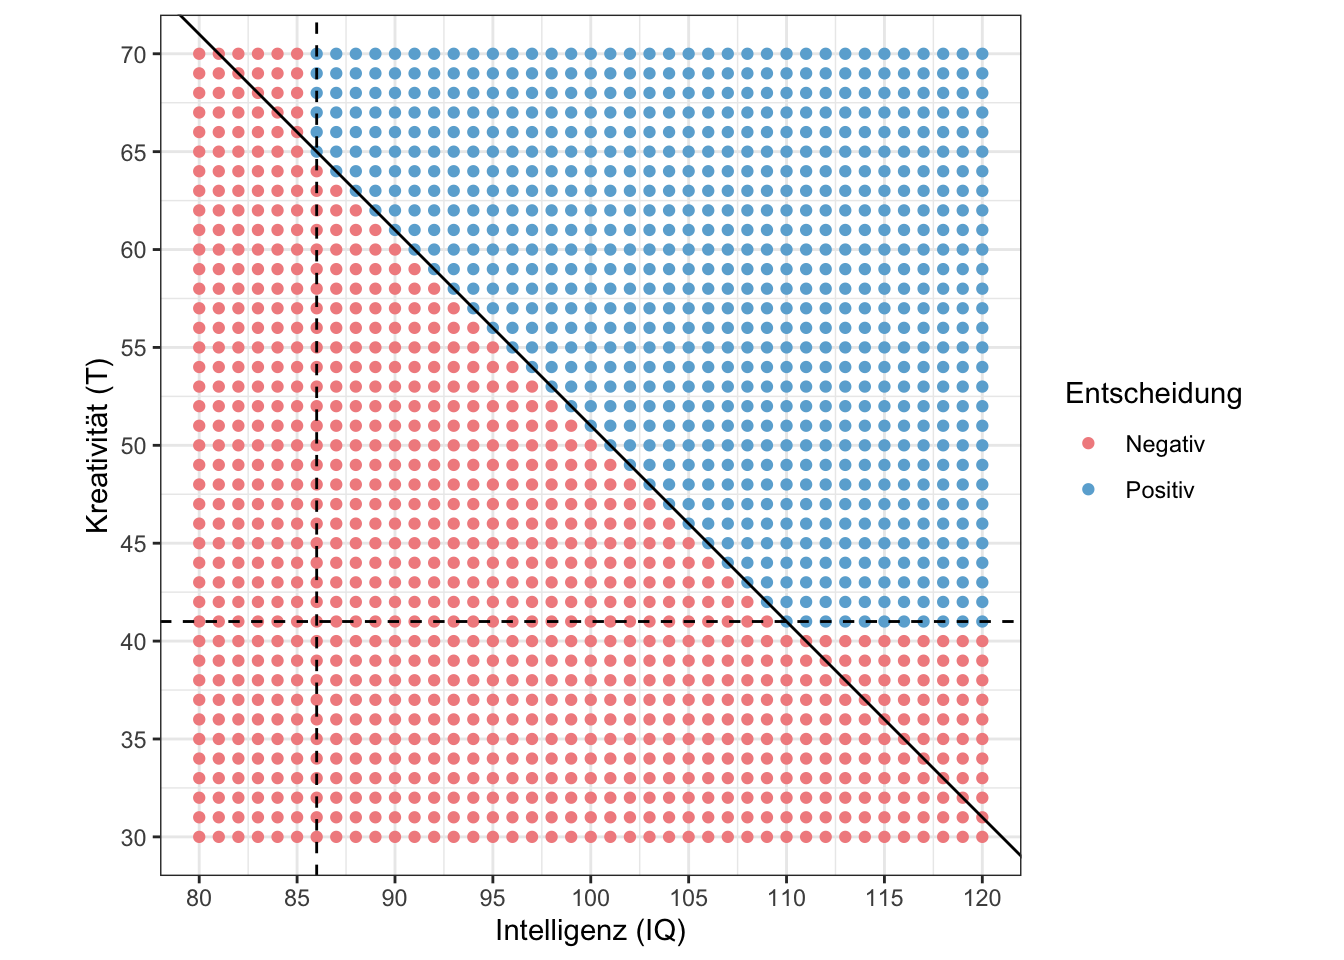 70
65
60
55
50
45
40
35
30
80 85 90 95 100 105 110 115 120
Kreativität (T)
Intelligenz (IQ)
Entscheidung
Negativ
Positiv